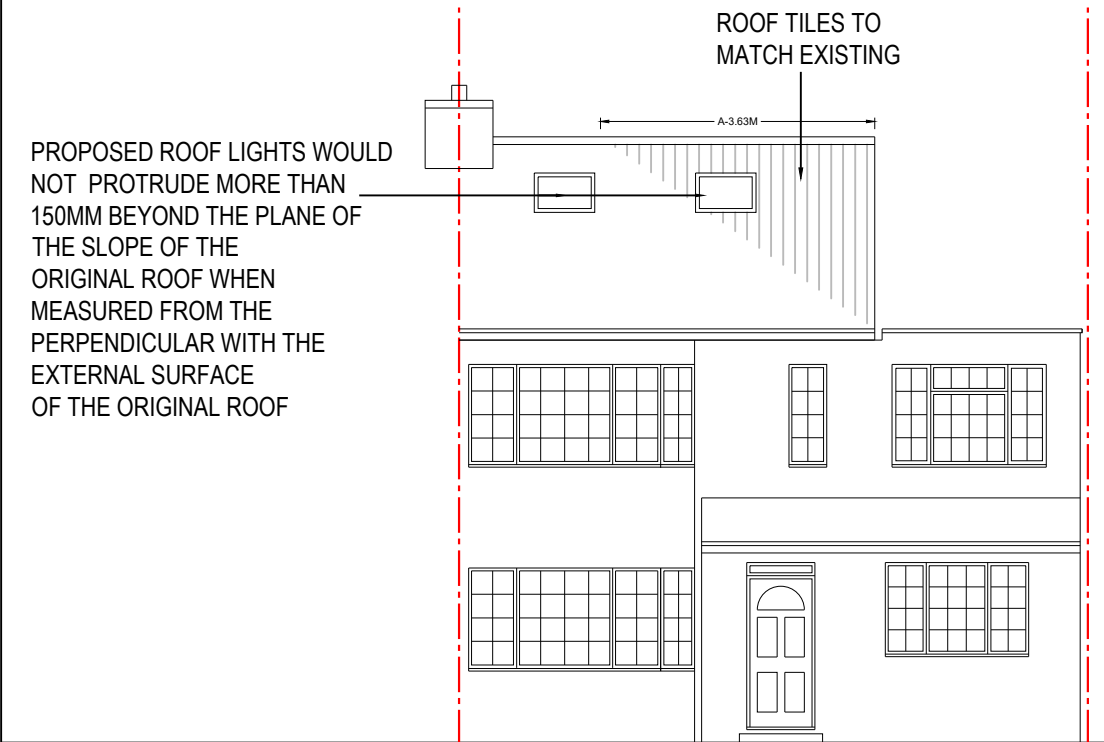 ROOF TILES TO
MATCH EXISTING
A-3.63M
PROPOSED ROOF LIGHTS WOULD
NOT PROTRUDE MORE THAN
150MM BEYOND THE PLANE OF
THE SLOPE OF THE
ORIGINAL ROOF WHEN
MEASURED FROM THE
PERPENDICULAR WITH THE
EXTERNAL SURFACE
OF THE ORIGINAL ROOF